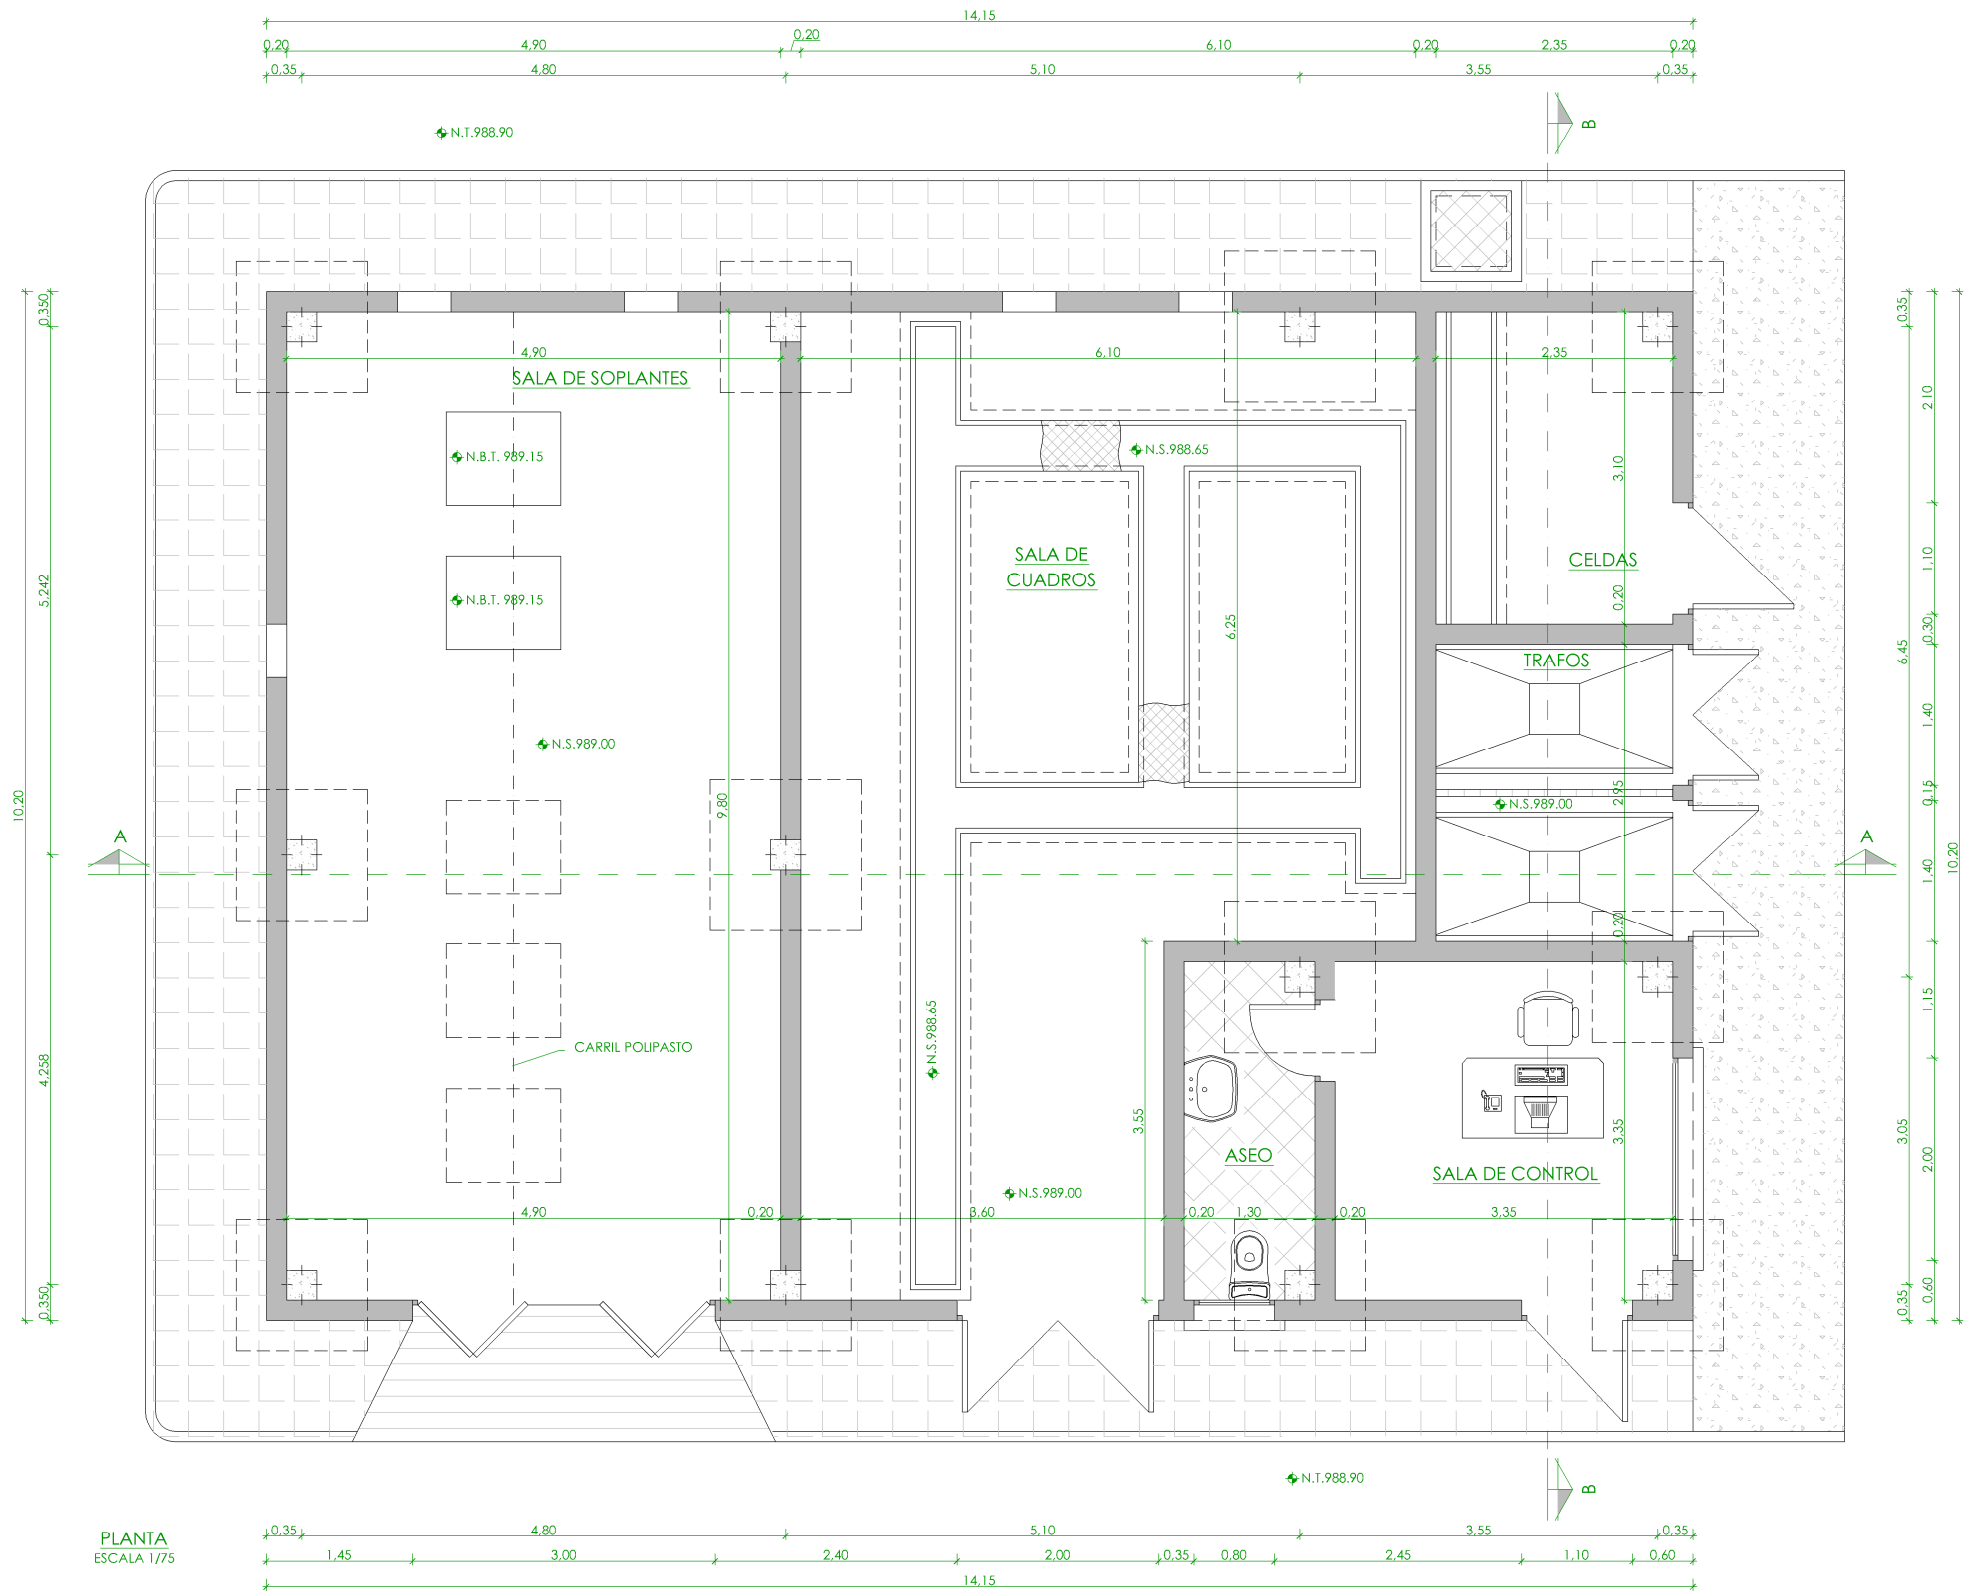 14,15
0,20 4,90 0,20 6,10 0,20 2,35 0,20
0,35 4,80 5,10 3,55 0,35
N.T.988.90
B
0.350
0.35
4,90 6,10 2,35
SALA DE SOPLANTES
2.10
N.S.988.65
N.B.T. 989.15
3,10
SALA DE
CUADROS
CELDAS
1,10
5,242
N.B.T. 989.15
0,20
6,25
0.30
6,45
TRAFOS
1,40
N.S.989.00
2.95
0.15
N.S.989.00
9,80
10.20
A
A
10,20
1,40
0,20
1,15
N.S.988.65
CARRIL POLIPASTO
4,258
3,55
3,35
3,05
2.00
ASEO
SALA DE CONTROL
N.S.989.00
4,90 0,20 3,60 0,20 1,30 0,20 3,35
0.350
0.35
0,60
N.T.988.90
B
PLANTA
ESCALA 1/75
0,35 4,80 5,10 3,55 0,35
1,45 3,00 2,40 2,00 0,35 0,80 2,45 1,10 0,60
14,15